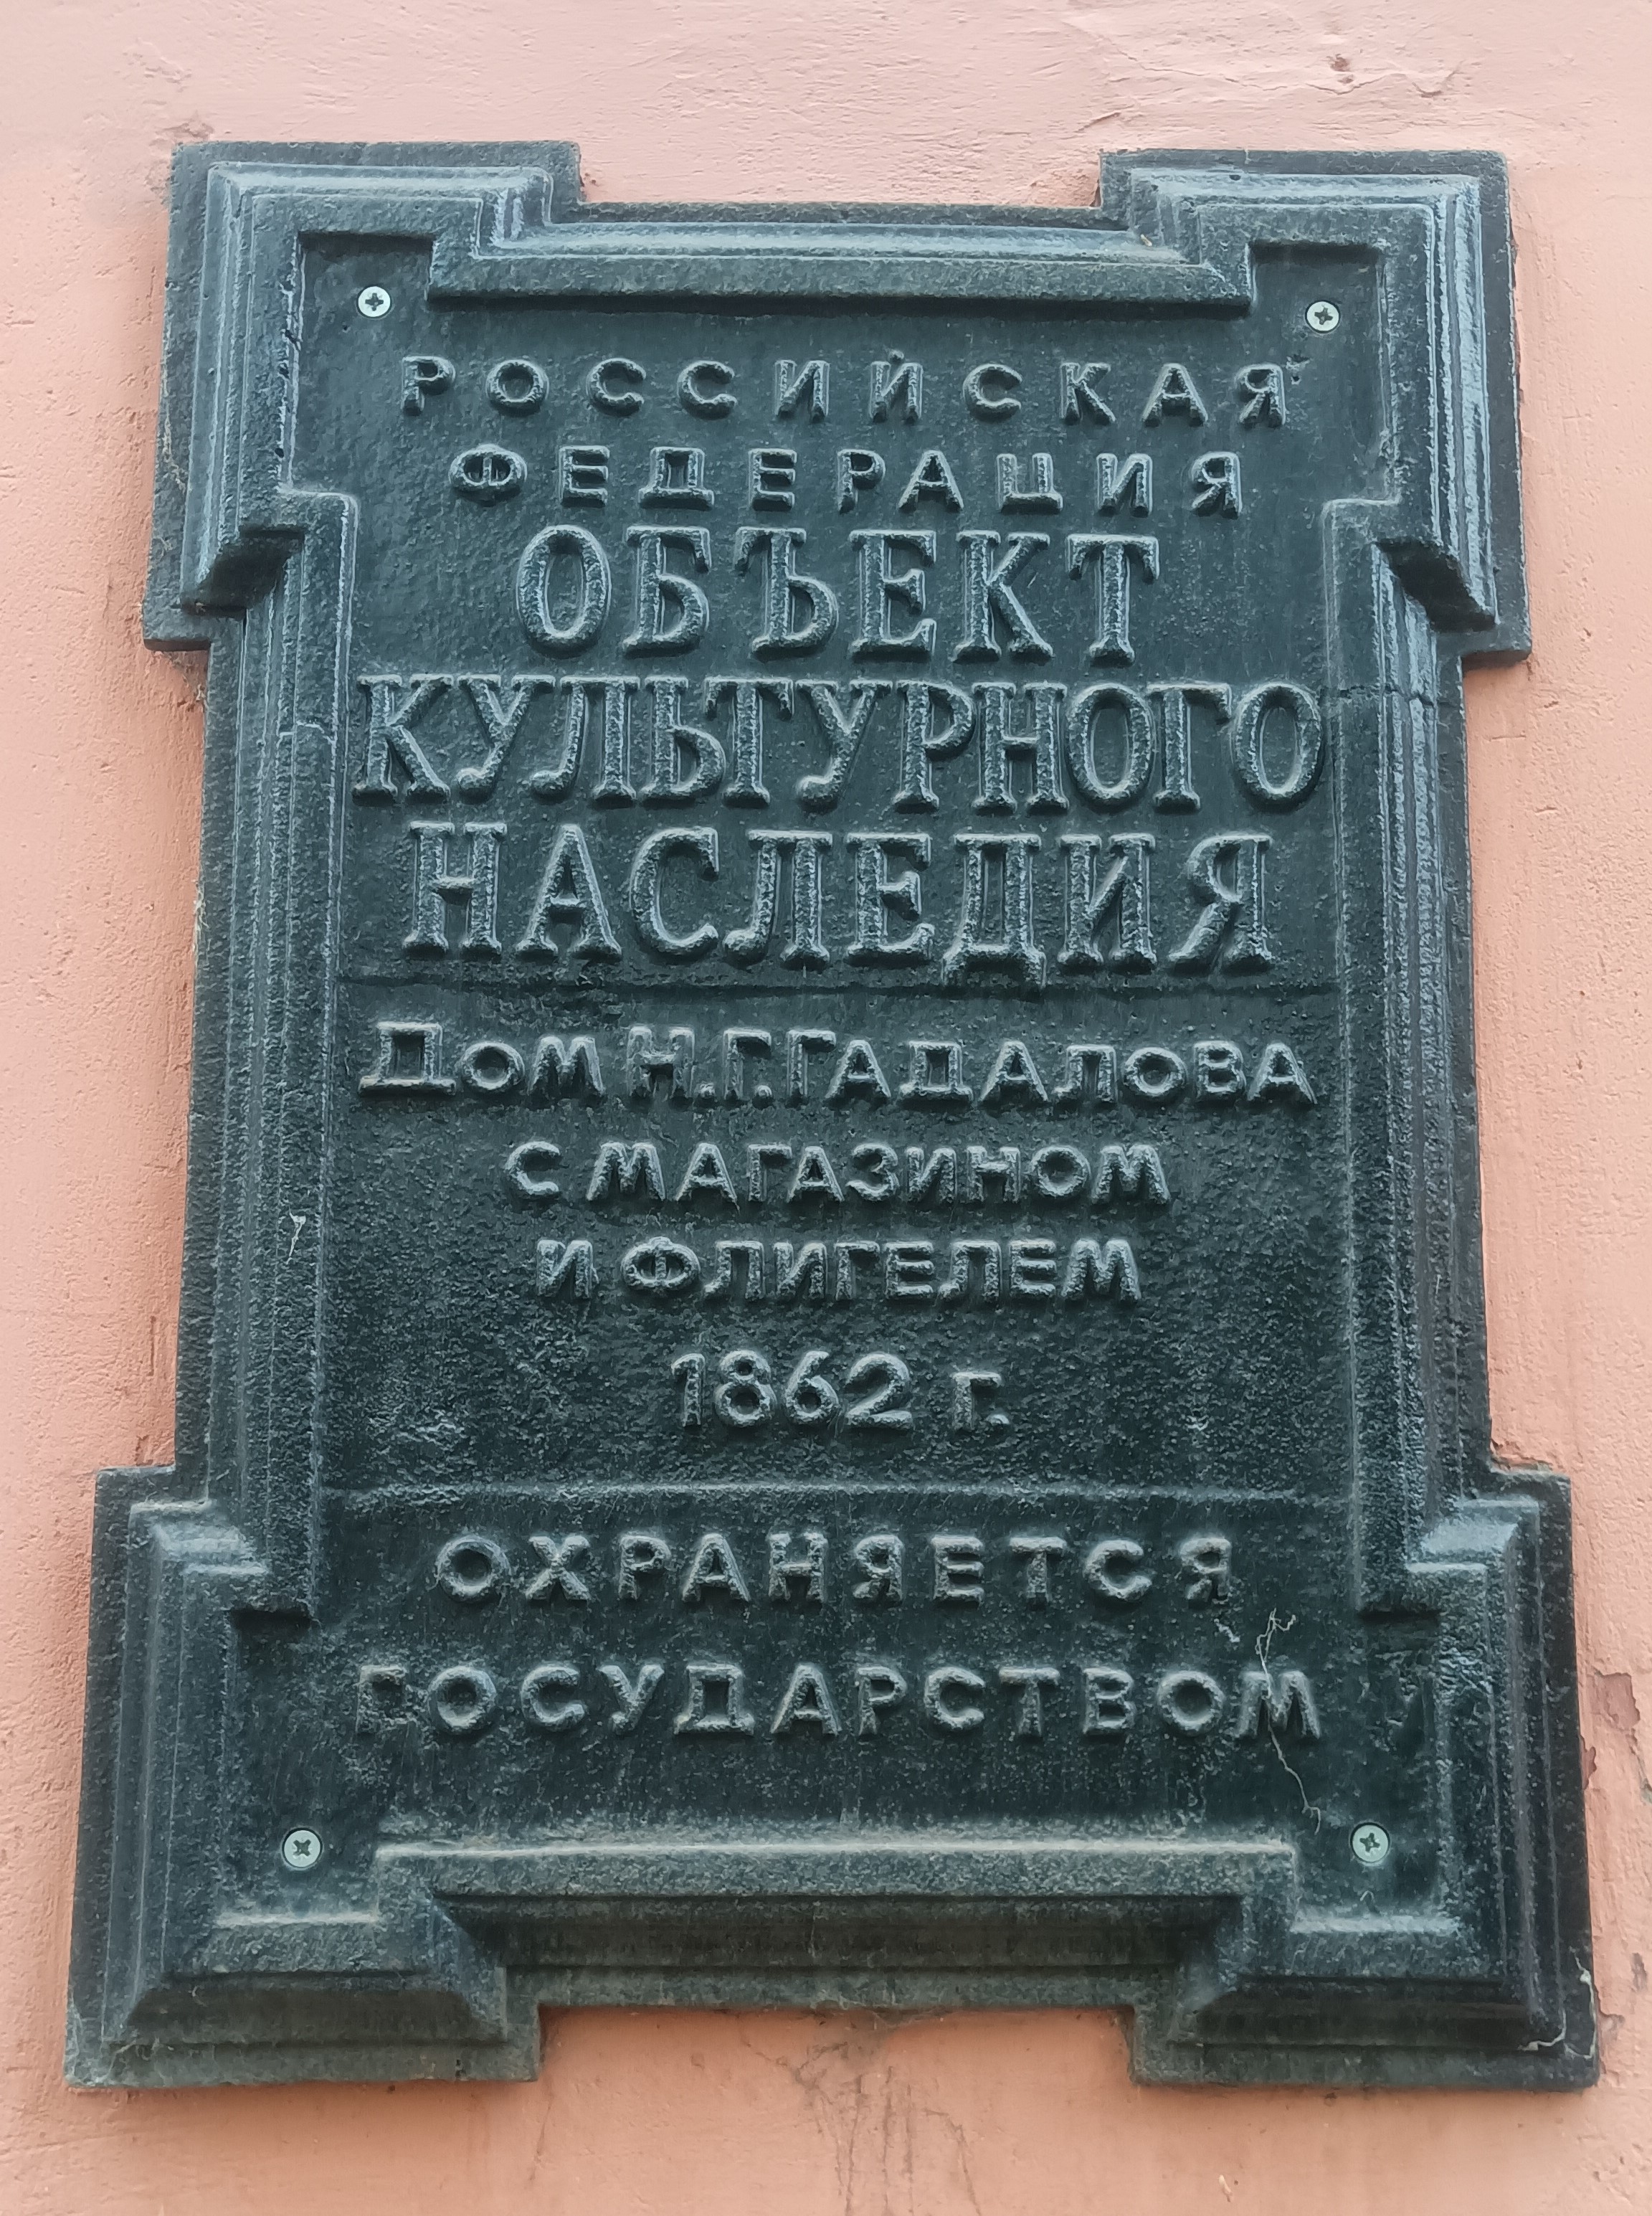 РОССИЙСКАЯ
ФЕДЕРАЦИЯ
ОБЪЕКТ
КУЛЬТУРНОГО
НАСЛЕДИЯ
Дом Н.Г.Гадалова
с магазином
и флигелем
1862 г.
ОХРАНЯЕТСЯ
ГОСУДАРСТВОМ